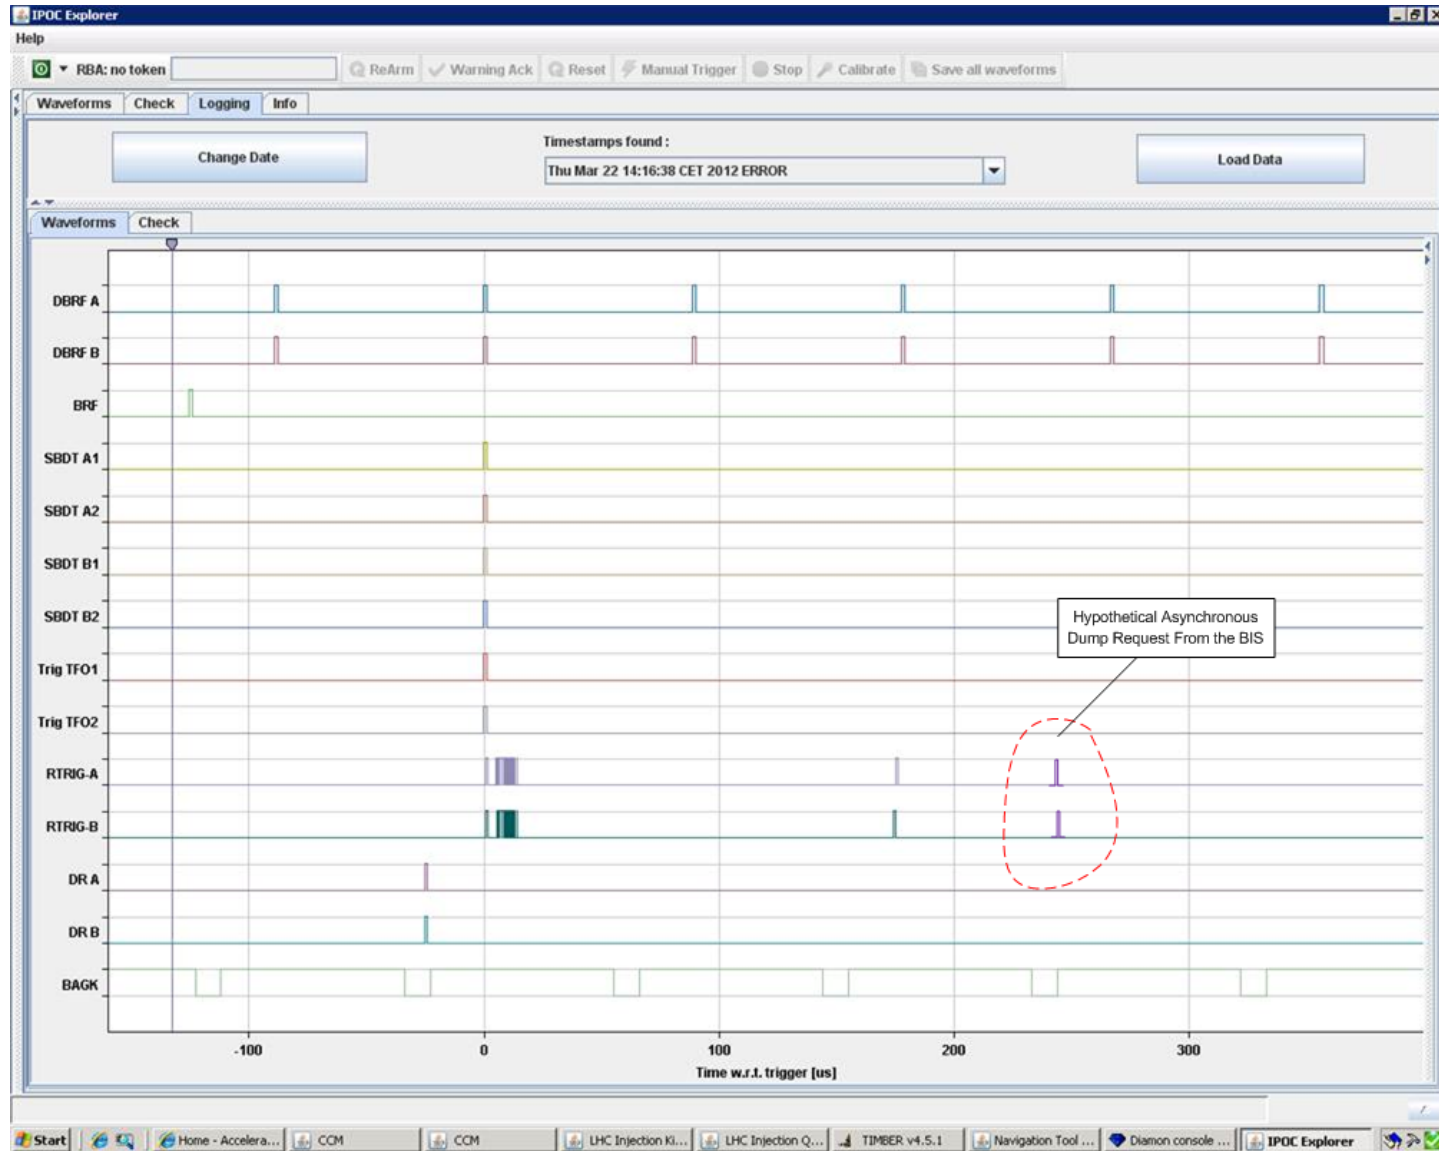 IPOC Explorer
Help
RBA: no token ReArm Warning Ack Reset Manual Trigger Stop Calibrate Save all waveforms
Waveforms Check Logging Info
Change Date
Timestamps found :
Thu Mar 22 14:16:38 CET 2012 ERROR
Load Data
Waveforms Check
DBRF A
DBRF B
BRF
SBDT A1
SBDT A2
SBDT B1
SBDT B2
Hypothetical Asynchronous
Dump Request From the BIS
Trig TFO1
Trig TFO2
RTRIG-A
RTRIG-B
DR A
DR B
BAGK
-100 0 100 200 300
Time w.r.t. trigger [us]
Start Home - Accelera... CCM CCM LHC Injection Ki... LHC Injection Q... TIMBER v4.5.1 Navigation Tool ... Diamon console ... IPOC Explorer